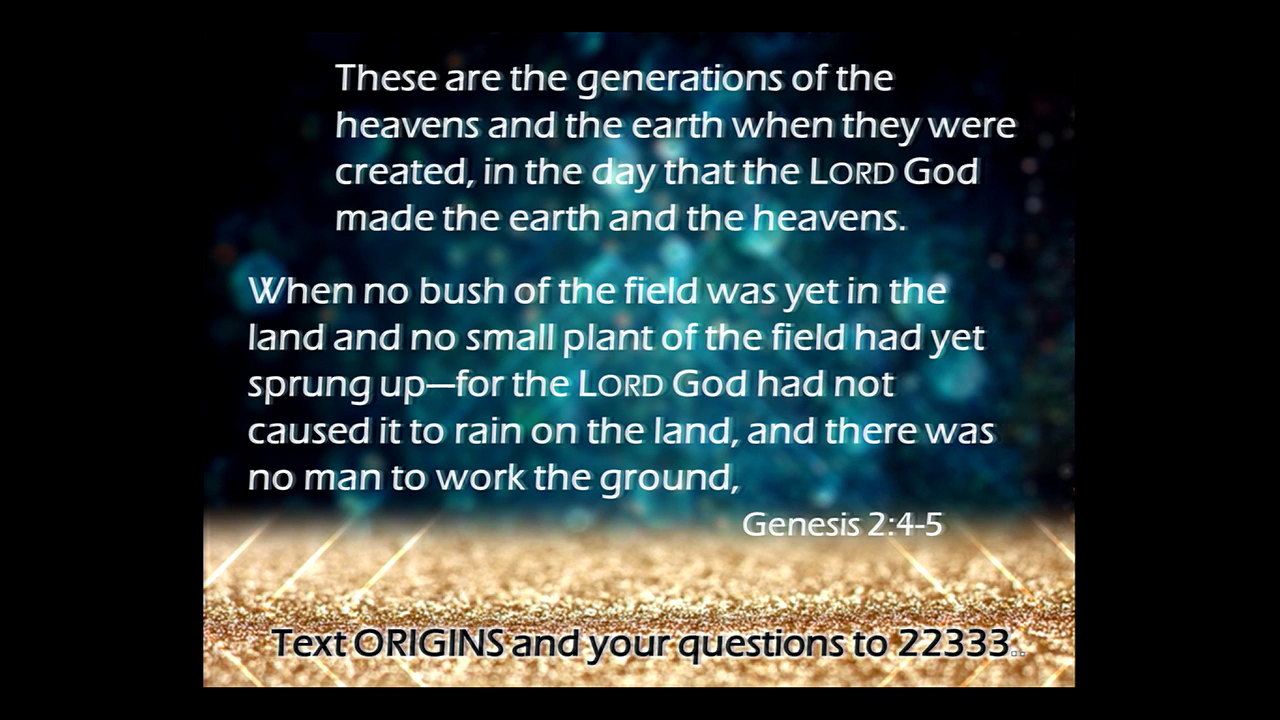 These are the generations of the
heavens and the earth when they were
created, in the day that the LORD God
made the earth and the heavens.
When no bush of the field was yet in the
land and no small plant of the field had yet
sprung up—for the LORD God had not
caused it to rain on the land, and there was
no man to work the ground,
Genesis 2:4-5
Text ORIGINS and your questions to 22333..